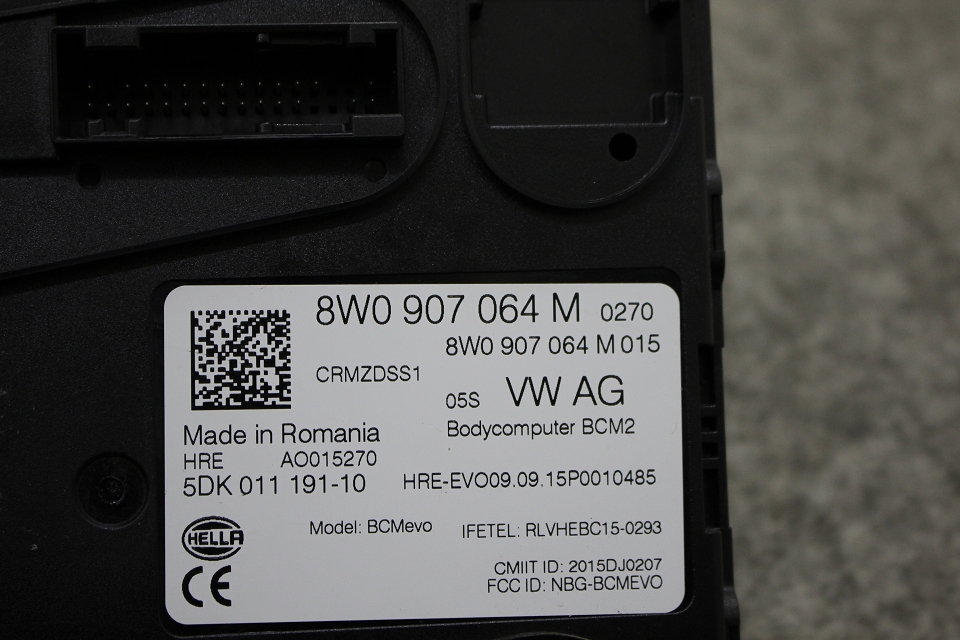 8W0 907 064 M 0270
8W0 907 064 M 015
CRMZDSS1
05S VW AG
Bodycomputer BCM2
Made in Romania
HRE AO015270
5DK 011 191-10
HRE-EVO09.09.15P0010485
HELLA
Model: BCMevo
IFETEL: RLVHEBC15-0293
CE
CMIIT ID: 2015DJ0207
FCC ID: NBG-BCMEVO